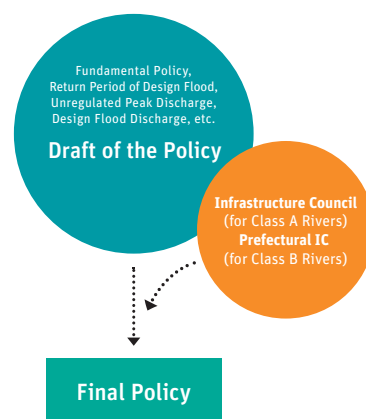 Fundamental Policy,
Return Period of Design Flood,
Unregulated Peak Discharge,
Design Flood Discharge, etc.
Draft of the Policy
Infrastructure Council
(for Class A Rivers)
Prefectural IC
(for Class B Rivers)
Final Policy